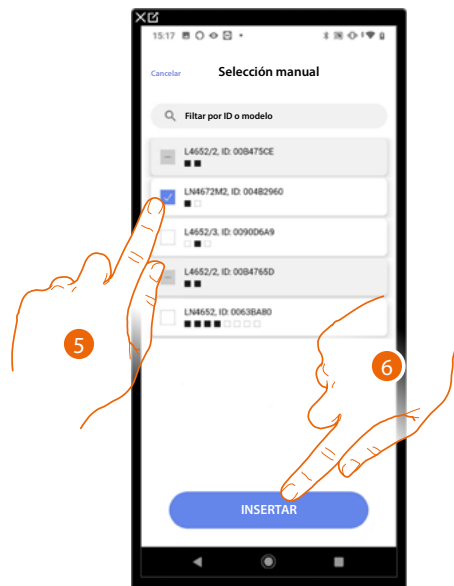 15:17
Cancelar
Selección manual
Filtar por ID o modelo
L4652/2, ID: 00B475CE
LN4672M2, ID: 004B2960
L4652/3, ID: 0090D6A9
L4652/2, ID: 00B4765D
LN4652, ID: 0063BA80
5
6
INSERTAR